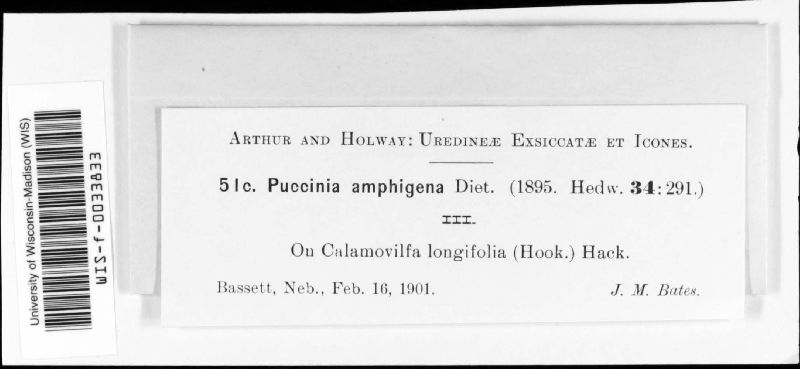 University of Wisconsin-Madison (WIS)
WIS-f-0033833
ARTHUR AND HOLWAY: UREDINEÆ EXSICCATÆ ET ICONES.
51c. Puccinia amphigena Diet. (1895. Hedw. 34:291.)
III.
On Calamovilfa longifolia (Hook.) Hack.
Bassett, Neb., Feb. 16, 1901. J. M. Bates.